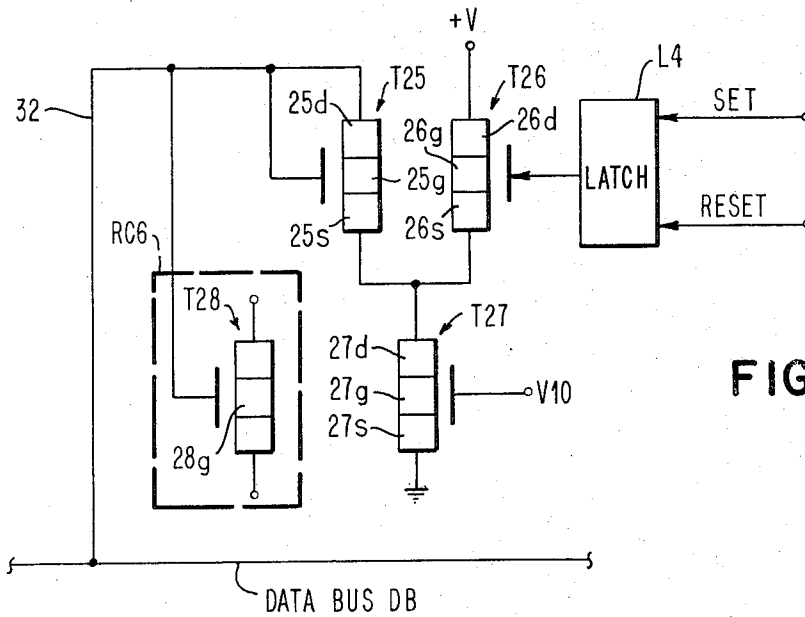 +V
L4
32
T25
T26
SET
25d
26d
26g
25g
LATCH
25s
26s
RESET
RC6
T28
T27
27d
27g
V10
FIG
28g
27s
DATA BUS DB